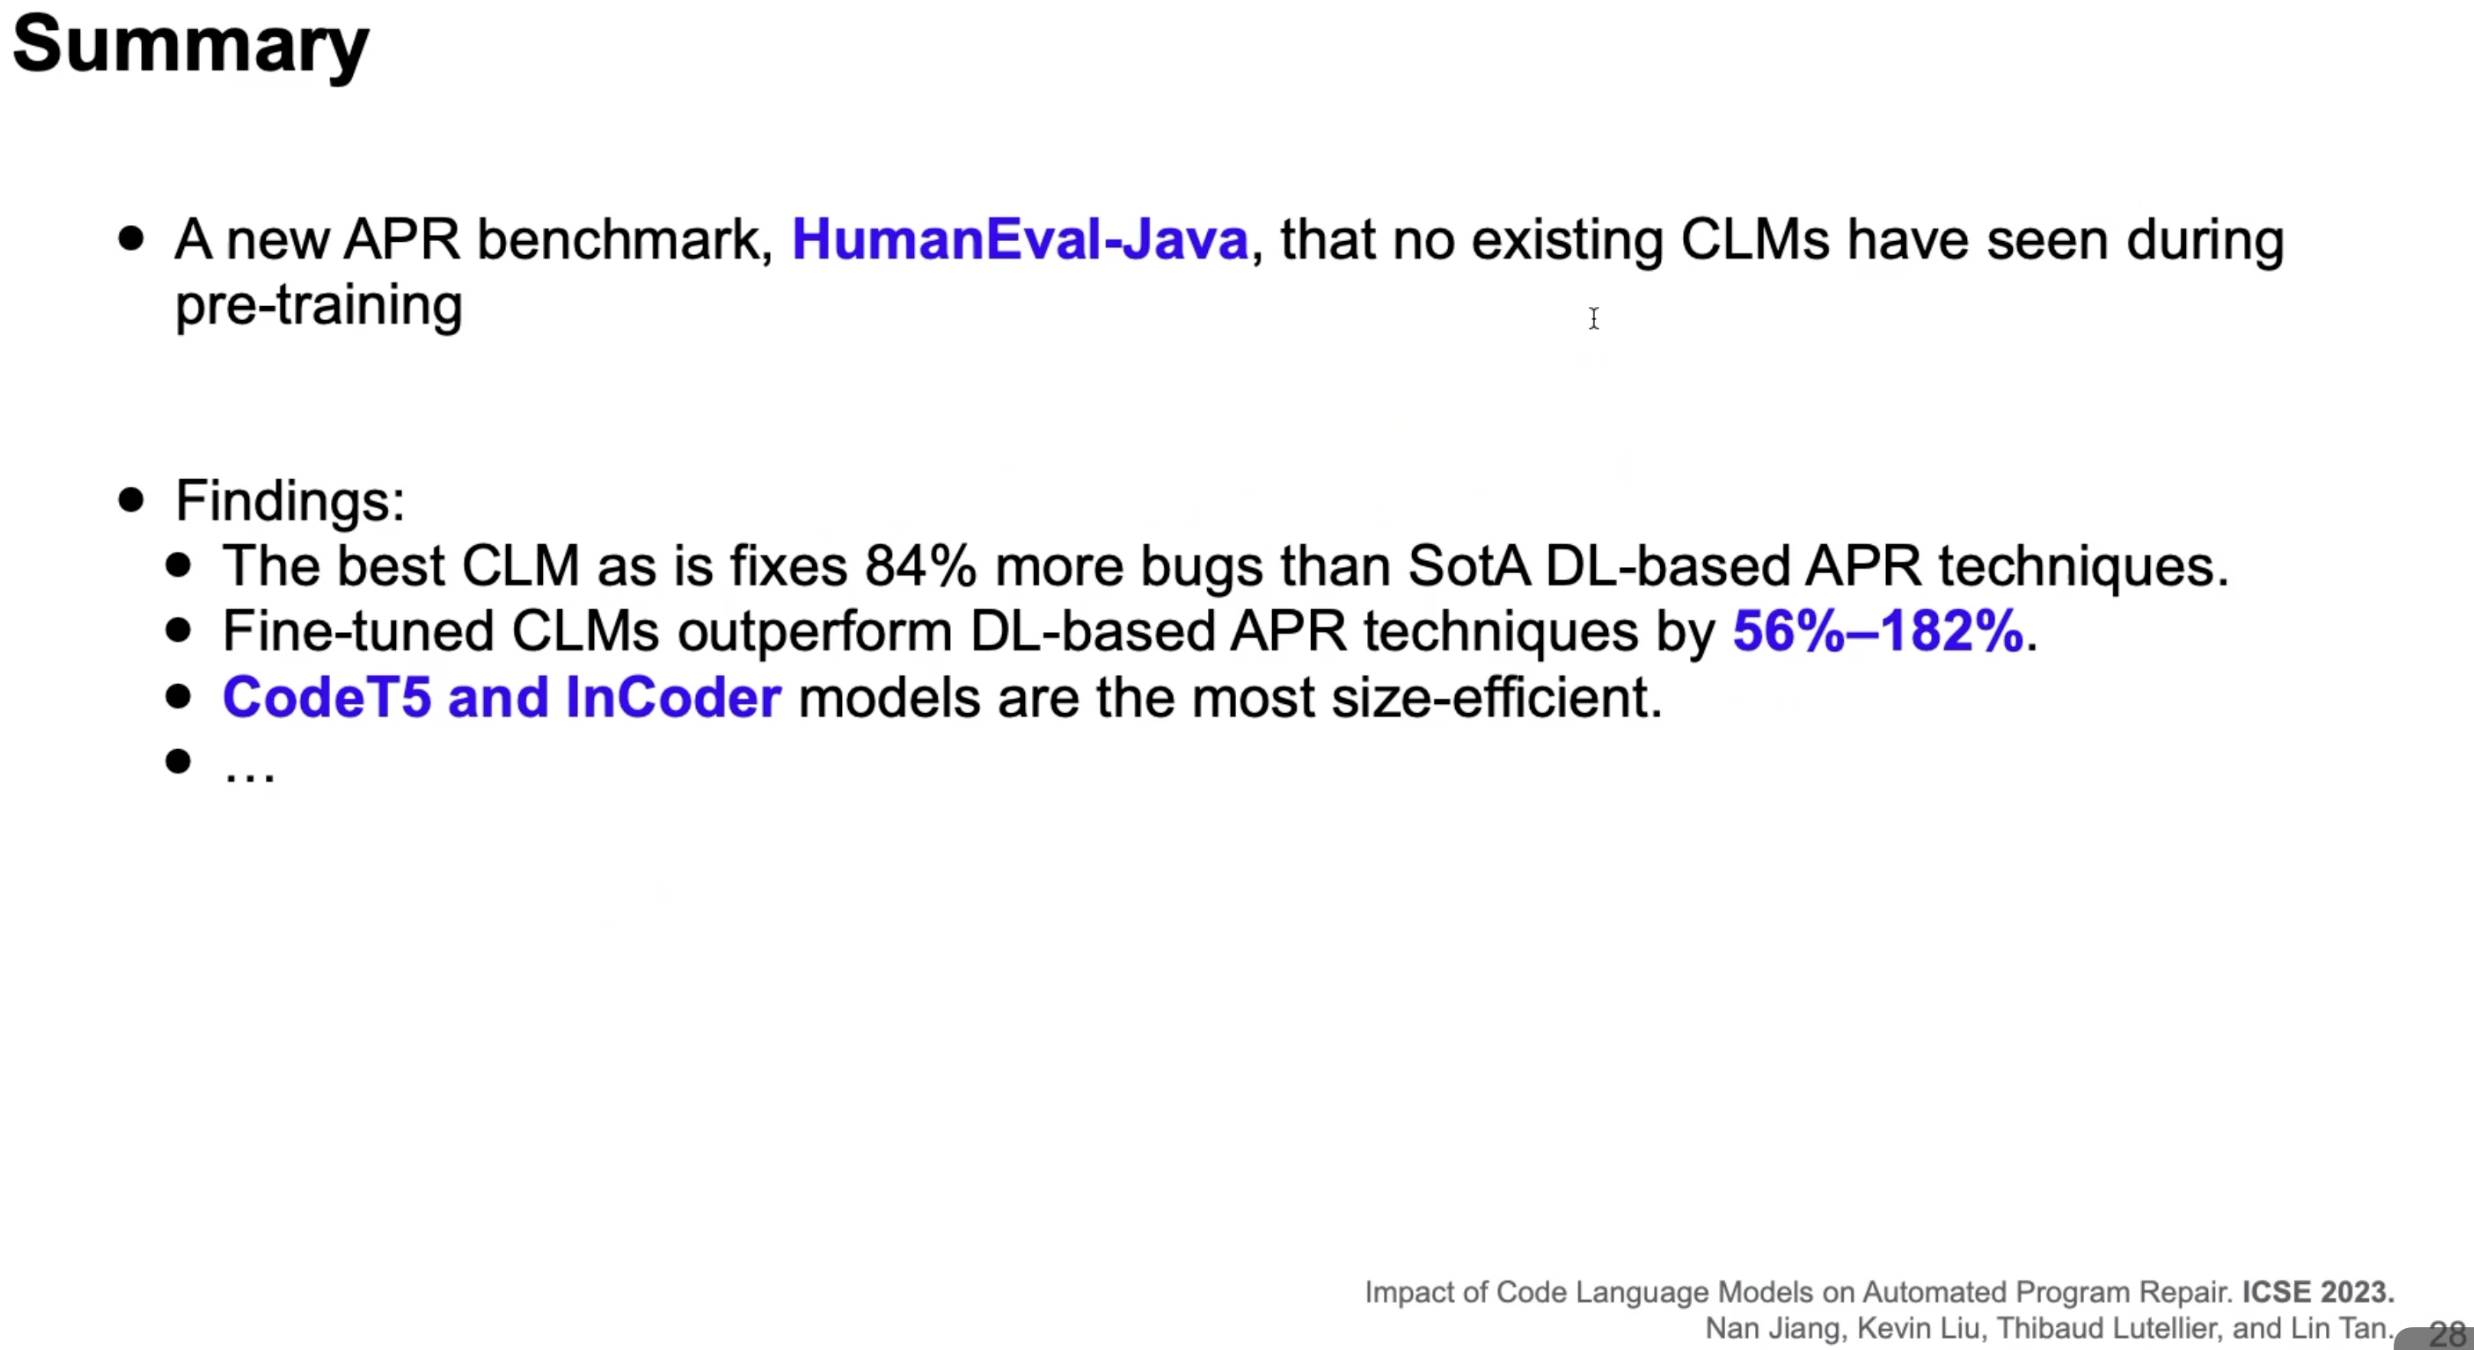 Summary
● A new APR benchmark, HumanEval-Java, that no existing CLMs have seen during
pre-training
● Findings:
● The best CLM as is fixes 84% more bugs than SotA DL-based APR techniques.
● Fine-tuned CLMs outperform DL-based APR techniques by 56%–182%.
● CodeT5 and InCoder models are the most size-efficient.
● …
Impact of Code Language Models on Automated Program Repair. ICSE 2023.
Nan Jiang, Kevin Liu, Thibaud Lutellier, and Lin Tan.
28